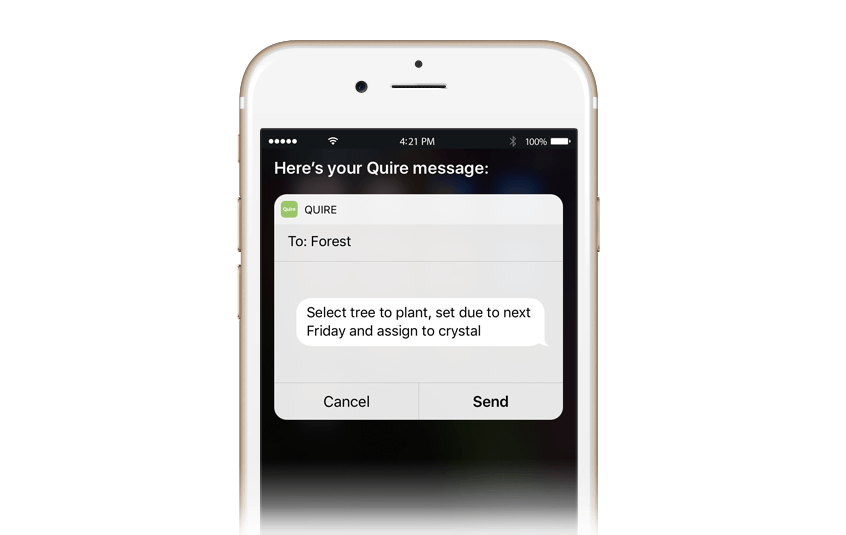 4:21 PM 100%
Here's your Quire message:
Quire QUIRE
To: Forest
Select tree to plant, set due to next
Friday and assign to crystal
Cancel Send